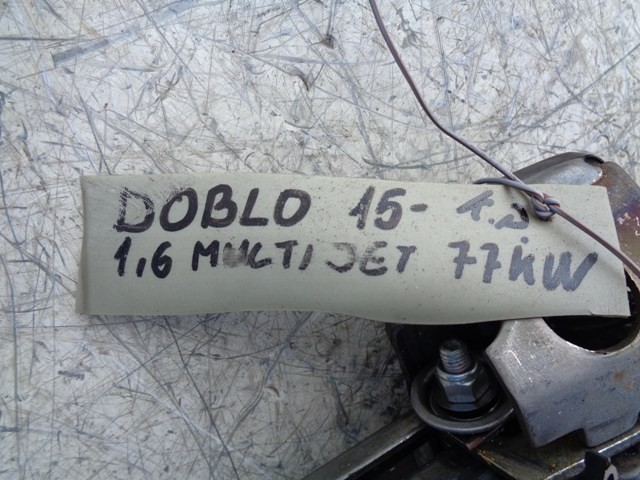 DOBLO 15-
1,6 MULTIJET 77kW